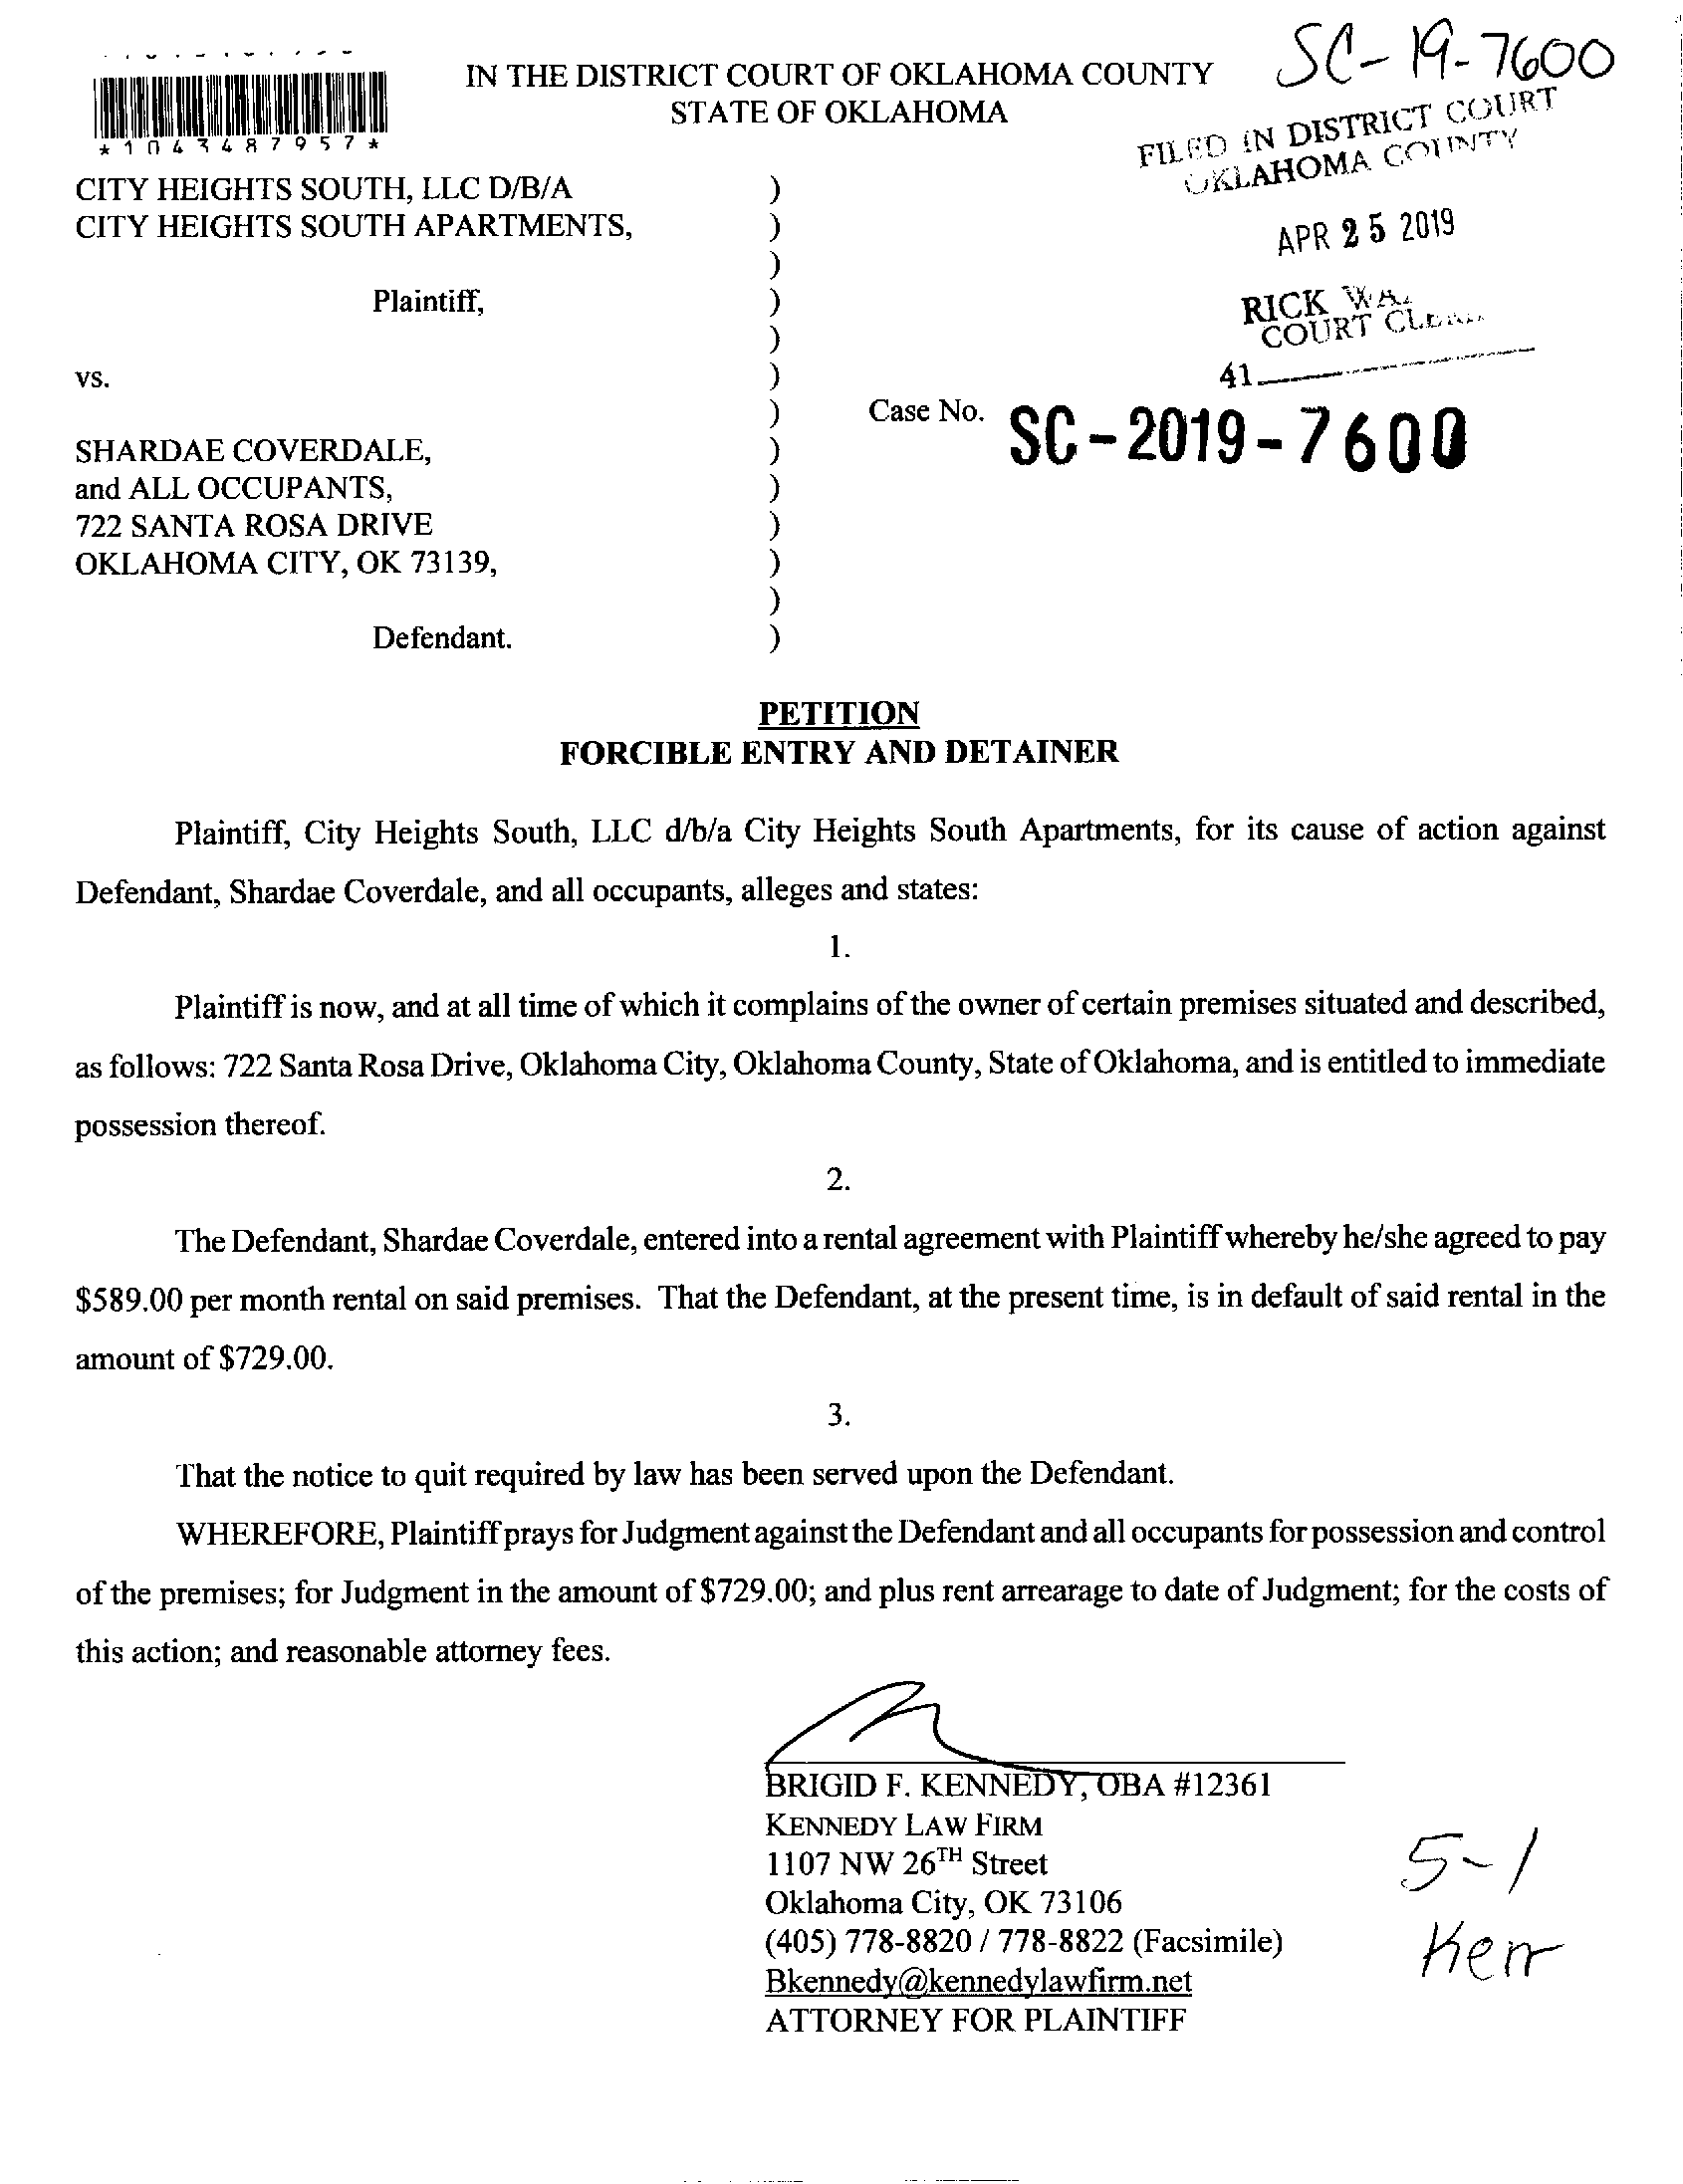 SC-19-7600
IN THE DISTRICT COURT OF OKLAHOMA COUNTY
STATE OF OKLAHOMA
*1043487957*
FILED IN DISTRICT COURT
OKLAHOMA COUNTY
APR 25 2019
RICK
COURT
41
CITY HEIGHTS SOUTH, LLC D/B/A )
CITY HEIGHTS SOUTH APARTMENTS, )
)
Plaintiff, )
)
vs. )
) Case No. SC-2019-7600
SHARDAE COVERDALE, )
and ALL OCCUPANTS, )
722 SANTA ROSA DRIVE )
OKLAHOMA CITY, OK 73139, )
)
Defendant. )
PETITION
FORCIBLE ENTRY AND DETAINER
Plaintiff, City Heights South, LLC d/b/a City Heights South Apartments, for its cause of action against
Defendant, Shardae Coverdale, and all occupants, alleges and states:
1.
Plaintiff is now, and at all time of which it complains of the owner of certain premises situated and described,
as follows: 722 Santa Rosa Drive, Oklahoma City, Oklahoma County, State of Oklahoma, and is entitled to immediate
possession thereof.
2.
The Defendant, Shardae Coverdale, entered into a rental agreement with Plaintiff whereby he/she agreed to pay
$589.00 per month rental on said premises. That the Defendant, at the present time, is in default of said rental in the
amount of $729.00.
3.
That the notice to quit required by law has been served upon the Defendant.
WHEREFORE, Plaintiff prays for Judgment against the Defendant and all occupants for possession and control
of the premises; for Judgment in the amount of $729.00; and plus rent arrearage to date of Judgment; for the costs of
this action; and reasonable attorney fees.
BRIGID F. KENNEDY, OBA #12361
KENNEDY LAW FIRM
1107 NW 26TH Street
Oklahoma City, OK 73106
(405) 778-8820 / 778-8822 (Facsimile)
Bkennedy@kennedylawfirm.net
ATTORNEY FOR PLAINTIFF
5-1
Kerr